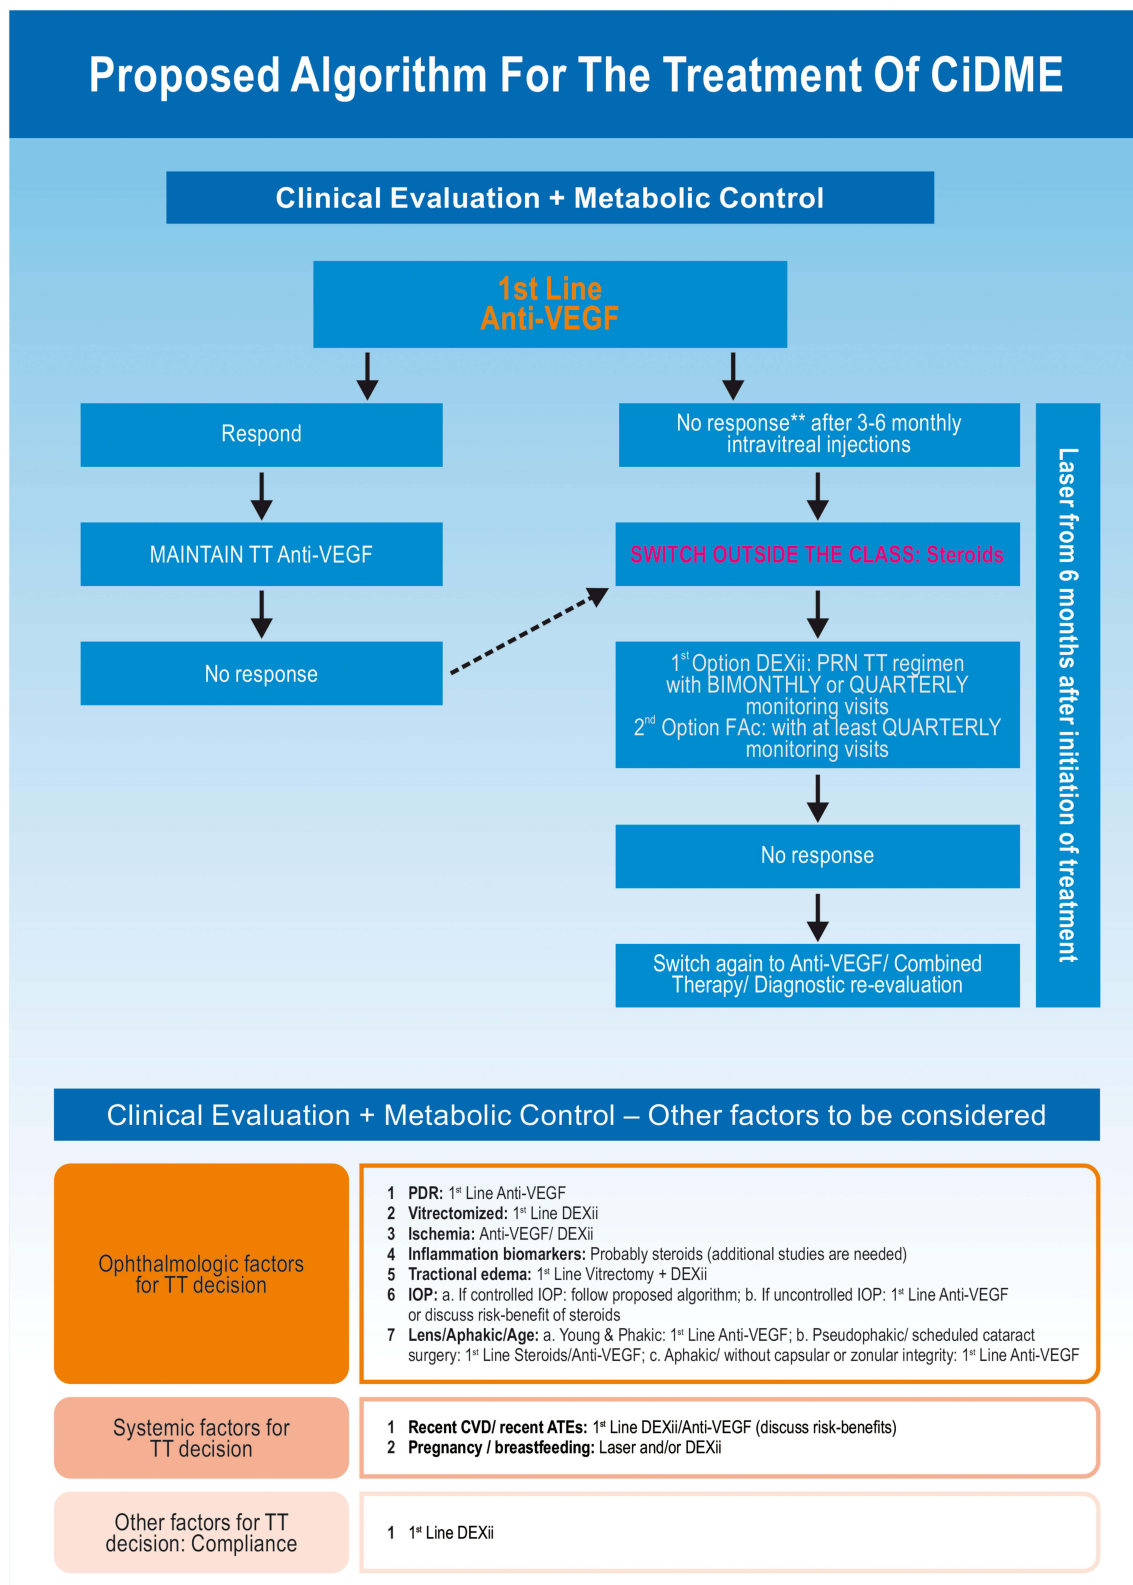 Proposed Algorithm For The Treatment Of CiDME
Clinical Evaluation + Metabolic Control
1st Line
Anti-VEGF
Respond
MAINTAIN TT Anti-VEGF
No response
No response** after 3-6 monthly
intravitreal injections
SWITCH OUTSIDE THE CLASS: Steroids
1st Option DEXii: PRN TT regimen
with BIMONTHLY or QUARTERLY
monitoring visits
2nd Option FAc: with at least QUARTERLY
monitoring visits
No response
Switch again to Anti-VEGF/ Combined
Therapy/ Diagnostic re-evaluation
Laser from 6 months after initiation of treatment
Clinical Evaluation + Metabolic Control – Other factors to be considered
Ophthalmologic factors
for TT decision
1 PDR: 1st Line Anti-VEGF
2 Vitrectomized: 1st Line DEXii
3 Ischemia: Anti-VEGF/ DEXii
4 Inflammation biomarkers: Probably steroids (additional studies are needed)
5 Tractional edema: 1st Line Vitrectomy + DEXii
6 IOP: a. If controlled IOP: follow proposed algorithm; b. If uncontrolled IOP: 1st Line Anti-VEGF
or discuss risk-benefit of steroids
7 Lens/Aphakic/Age: a. Young & Phakic: 1st Line Anti-VEGF; b. Pseudophakic/ scheduled cataract
surgery: 1st Line Steroids/Anti-VEGF; c. Aphakic/ without capsular or zonular integrity: 1st Line Anti-VEGF
Systemic factors for
TT decision
1 Recent CVD/ recent ATEs: 1st Line DEXii/Anti-VEGF (discuss risk-benefits)
2 Pregnancy / breastfeeding: Laser and/or DEXii
Other factors for TT
decision: Compliance
1 1st Line DEXii